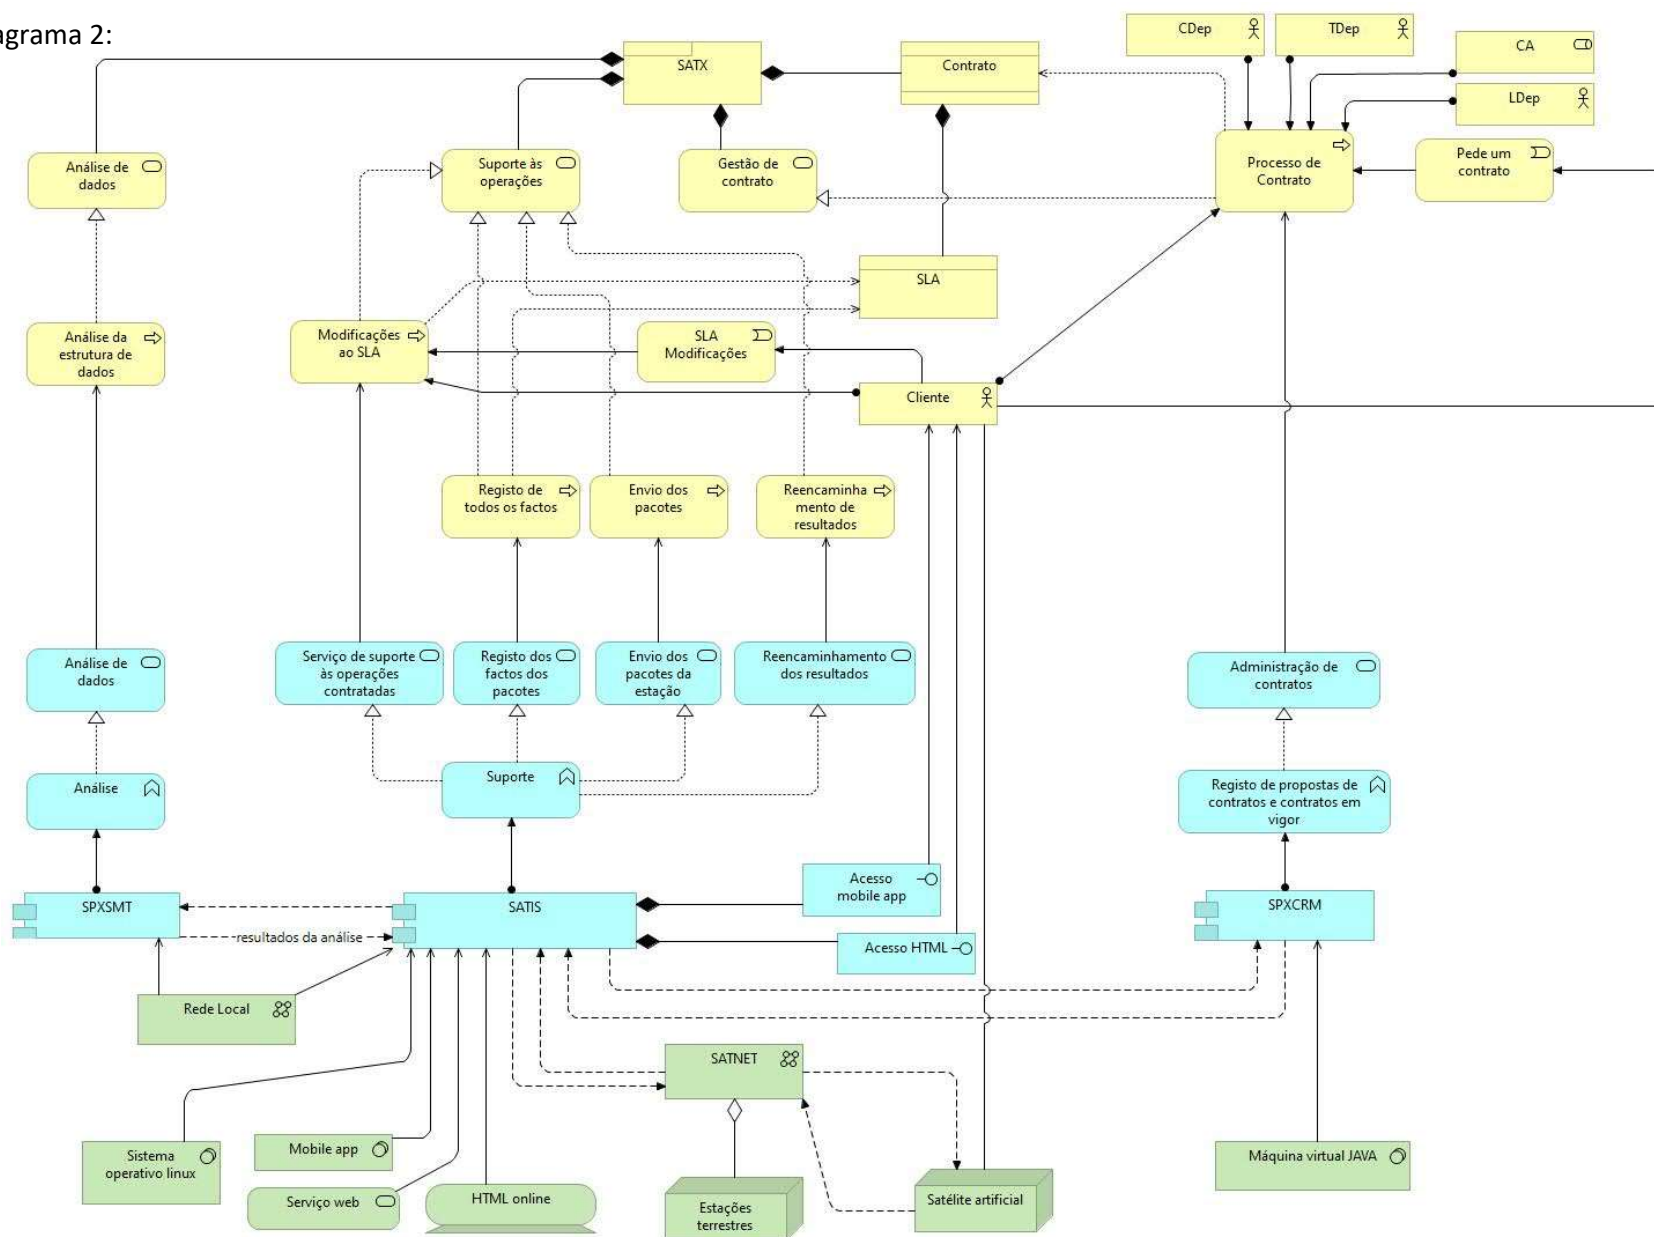 agrama 2:
CDep
TDep
CA
LDep
SATX
Contrato
Análise de
dados
Suporte às
operações
Gestão de
contrato
Processo de
Contrato
Pede um
contrato
SLA
Análise da
estrutura de
dados
Modificações
ao SLA
SLA
Modificações
Cliente
Registo de
todos os factos
Envio dos
pacotes
Reencaminha
mento de
resultados
Análise de
dados
Serviço de suporte
às operações
contratadas
Registo dos
factos dos
pacotes
Envio dos
pacotes da
estação
Reencaminhamento
dos resultados
Administração de
contratos
Análise
Suporte
Registo de propostas de
contratos e contratos em
vigor
Acesso
mobile app
SPXSMT
SATIS
SPXCRM
resultados da análise
Acesso HTML
Rede Local
SATNET
Sistema
operativo linux
Mobile app
Máquina virtual JAVA
Serviço web
HTML online
Estações
terrestres
Satélite artificial